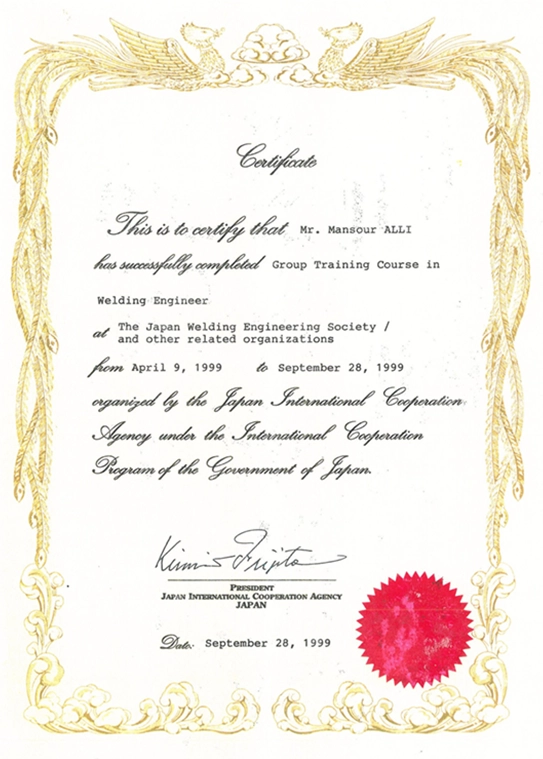 Certificate
This is to certify that Mr. Mansour ALLI
has successfully completed Group Training Course in
Welding Engineer
at The Japan Welding Engineering Society /
and other related organizations
from April 9, 1999 to September 28, 1999
organized by the Japan International Cooperation
Agency under the International Cooperation
Program of the Government of Japan.
Kimio Fujita
PRESIDENT
JAPAN INTERNATIONAL COOPERATION AGENCY
JAPAN
Date: September 28, 1999